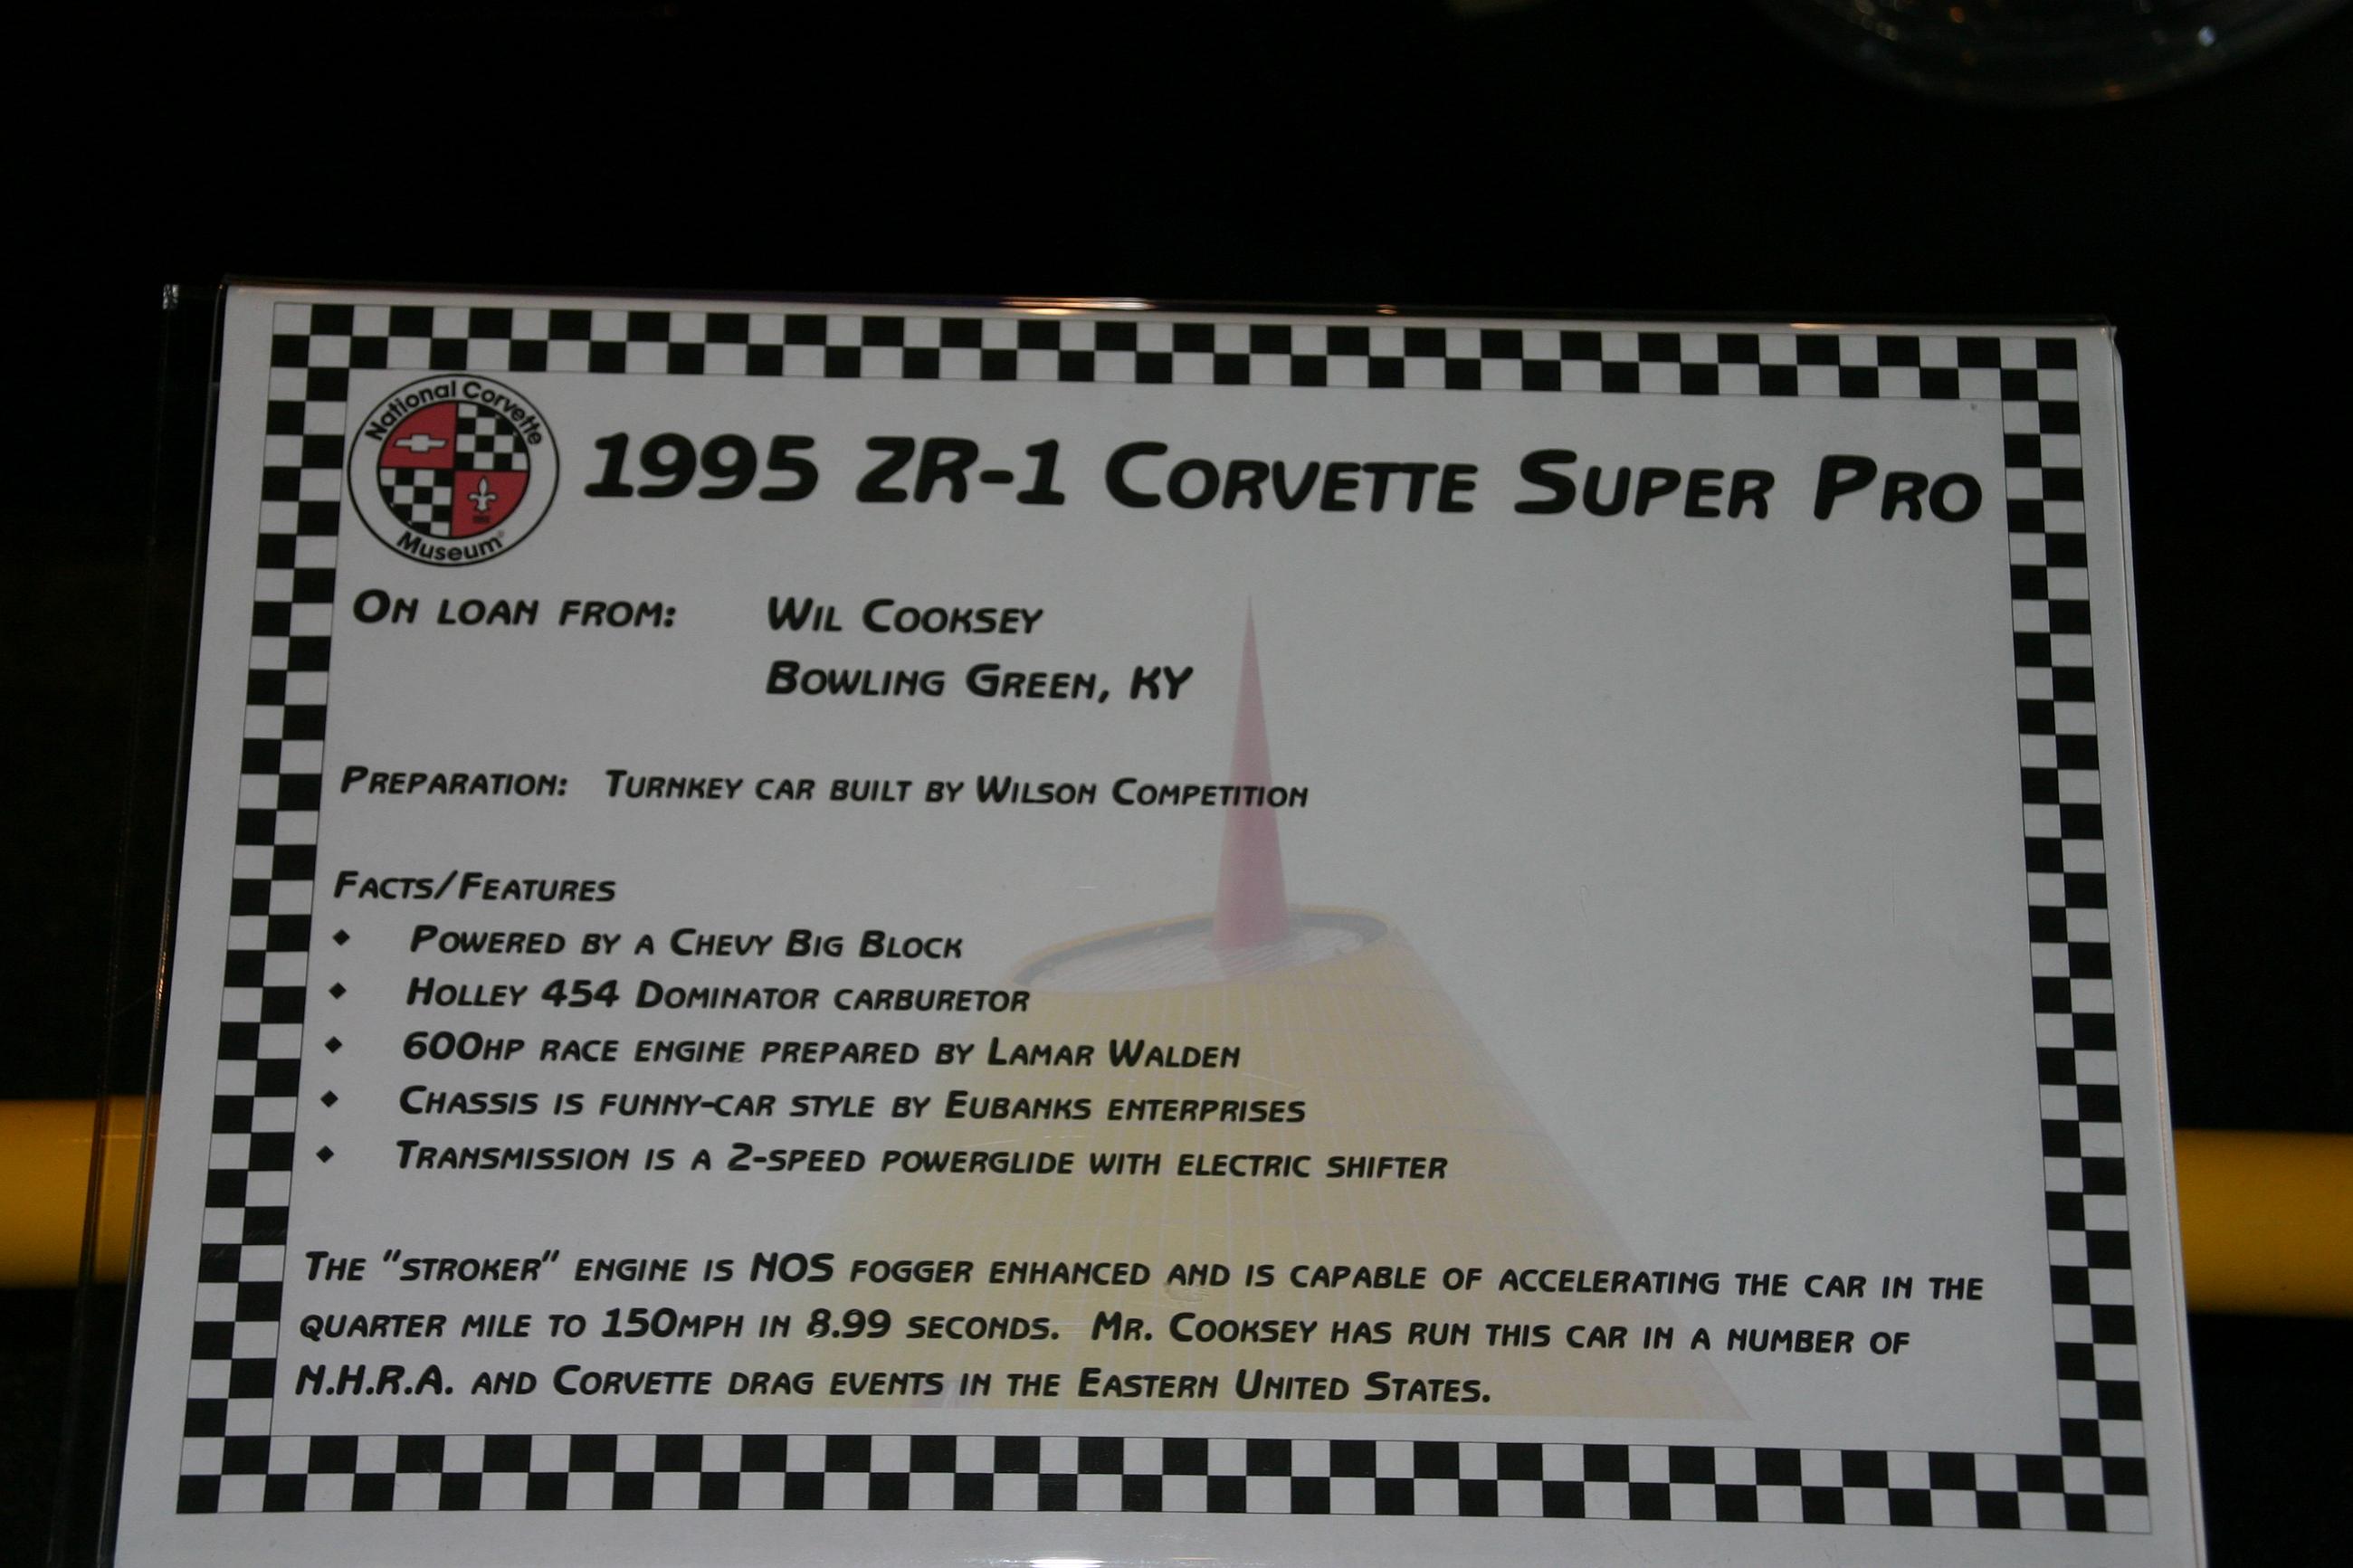 National Corvette
Museum
1995 ZR-1 Corvette Super Pro
On loan from: Wil Cooksey
Bowling Green, KY
Preparation: Turnkey car built by Wilson Competition
Facts/Features
◆ Powered by a Chevy Big Block
◆ Holley 454 Dominator carburetor
◆ 600hp race engine prepared by Lamar Walden
◆ Chassis is funny-car style by Eubanks enterprises
◆ Transmission is a 2-speed powerglide with electric shifter
The "stroker" engine is NOS fogger enhanced and is capable of accelerating the car in the
quarter mile to 150mph in 8.99 seconds. Mr. Cooksey has run this car in a number of
N.H.R.A. and Corvette drag events in the Eastern United States.